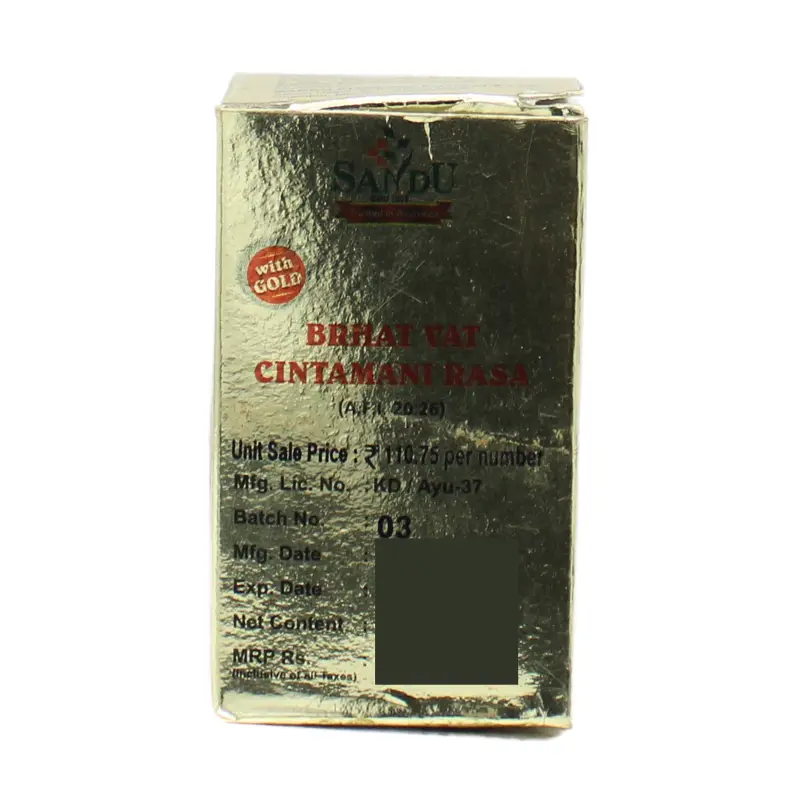 SANDU
with
GOLD
BRHAT VAT
CINTAMANI RASA
(A.F.I. 20:26)
Unit Sale Price : ₹ 110.75 per number
Mfg. Lic. No. : KD / Ayu-37
Batch No. : 03
Mfg. Date :
Exp. Date :
Net Content :
MRP Rs. :
(Inclusive of all Taxes)